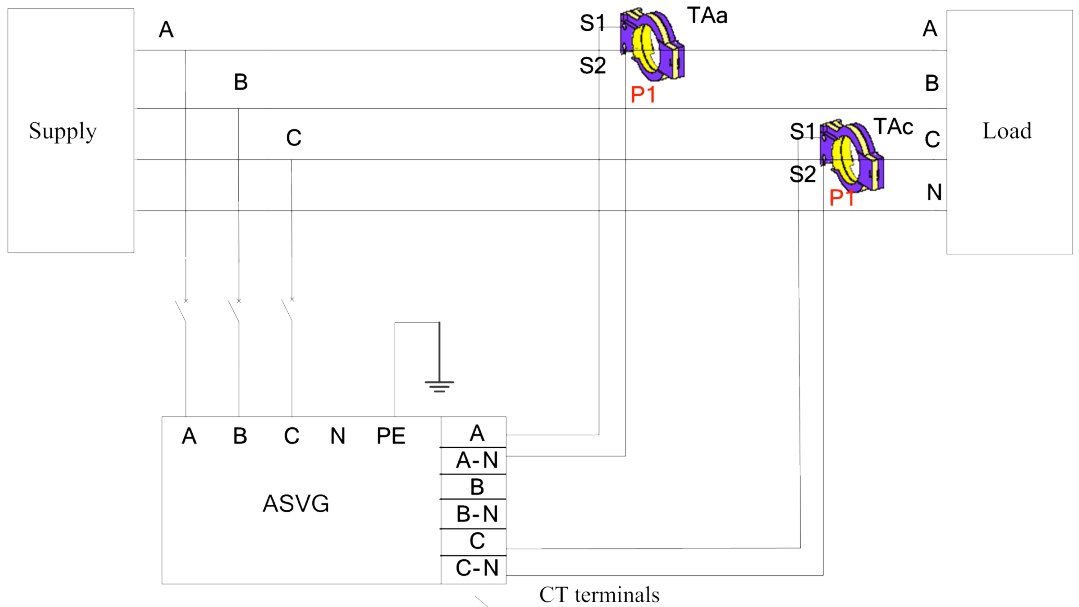 A
S1
TAa
A
S2
B
P1
B
Supply
C
S1
TAc
C
Load
S2
P1
N
A B C N PE
A
A-N
ASVG
B
B-N
C
C-N
CT terminals